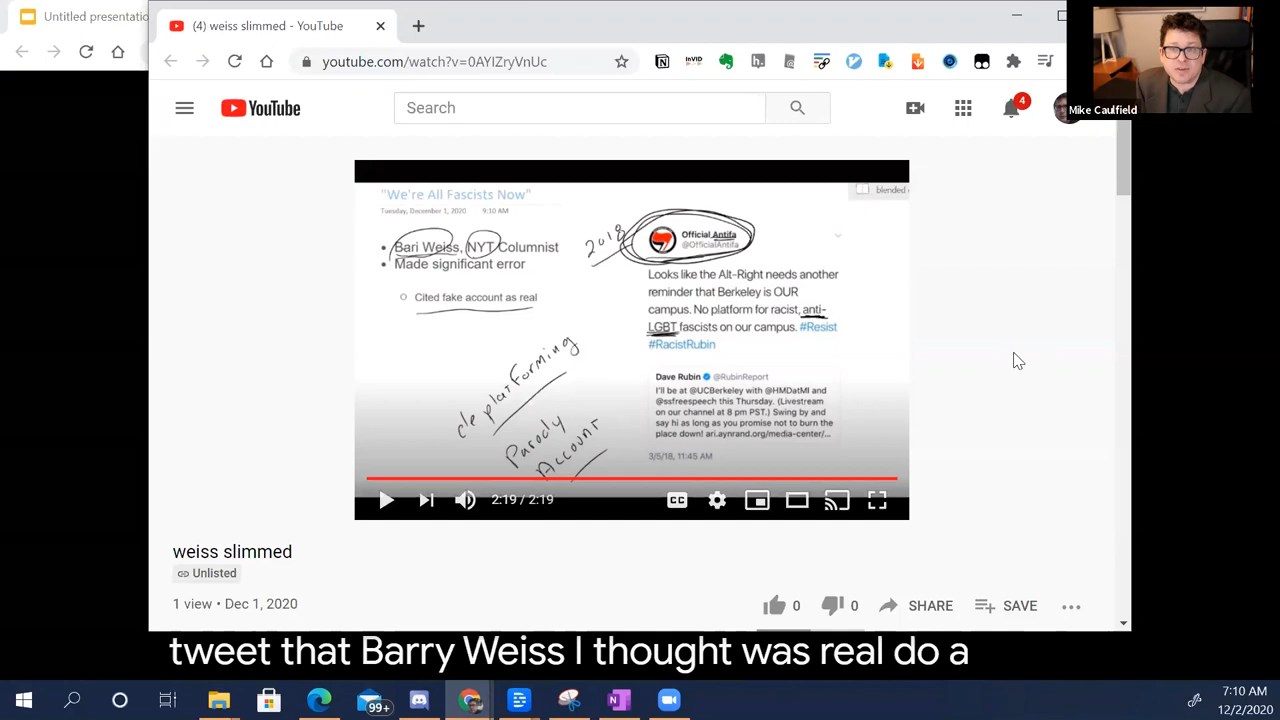 Untitled presentatio
(4) weiss slimmed - YouTube
Mike Caulfield
youtube.com/watch?v=0AYIZryVnUc
YouTube
Search
4
"We're All Fascists Now"
Tuesday, December 1, 2020 9:10 AM
• Bari Weiss, NYT Columnist
• Made significant error
Cited fake account as real
deplatforming
Parody
Account
2018
blended
Official Antifa
@OfficialAntifa
Looks like the Alt-Right needs another
reminder that Berkeley is OUR
campus. No platform for racist, anti-
LGBT fascists on our campus. #Resist
#RacistRubin
Dave Rubin @RubinReport
I'll be at @UCBerkeley with @HMDatMI and
@ssfreespeech this Thursday. (Livestream
on our channel at 8 pm PST.) Swing by and
say hi as long as you promise not to burn the
place down! ari.aynrand.org/media-center/...
3/5/18, 11:45 AM
2:19 / 2:19
CC
weiss slimmed
Unlisted
1 view • Dec 1, 2020
0
0
SHARE
SAVE
tweet that Barry Weiss I thought was real do a
99+
7:10 AM
12/2/2020